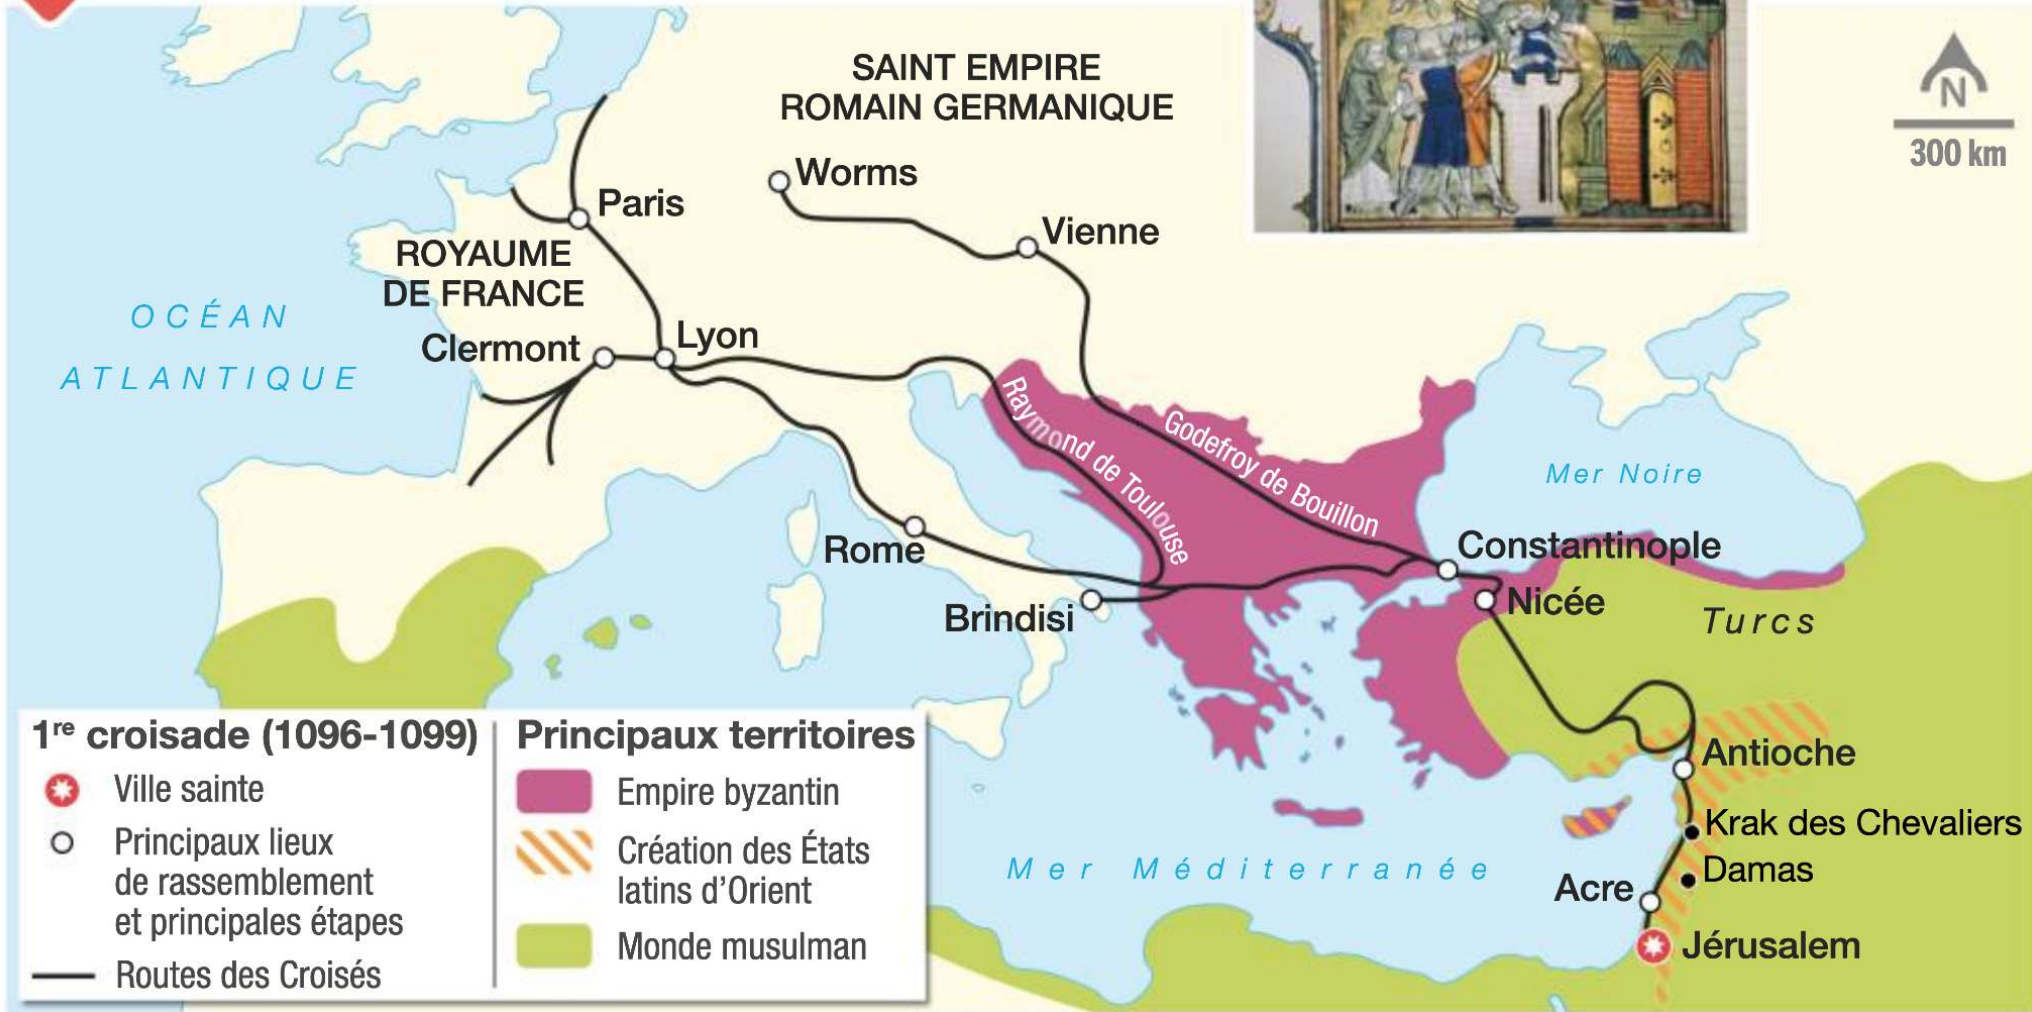 SAINT EMPIRE
ROMAIN GERMANIQUE
N
300 km
Worms
Paris
Vienne
ROYAUME
DE FRANCE
OCÉAN
ATLANTIQUE
Clermont
Lyon
Raymond de Toulouse
Godefroy de Bouillon
Mer Noire
Rome
Constantinople
Brindisi
Nicée
Turcs
Antioche
Krak des Chevaliers
Damas
Mer Méditerranée
Acre
Jérusalem
1re croisade (1096-1099)
Ville sainte
Principaux lieux
de rassemblement
et principales étapes
Routes des Croisés
Principaux territoires
Empire byzantin
Création des États
latins d'Orient
Monde musulman